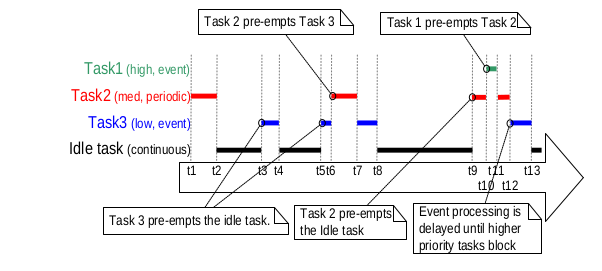 Task 2 pre-empts Task 3
Task 1 pre-empts Task 2
Task1 (high, event)
Task2 (med, periodic)
Task3 (low, event)
Idle task (continuous)
t1 t2 t3 t4 t5 t6 t7 t8 t9 t10 t11 t12 t13
Task 3 pre-empts the idle task.
Task 2 pre-empts
the Idle task
Event processing is
delayed until higher
priority tasks block